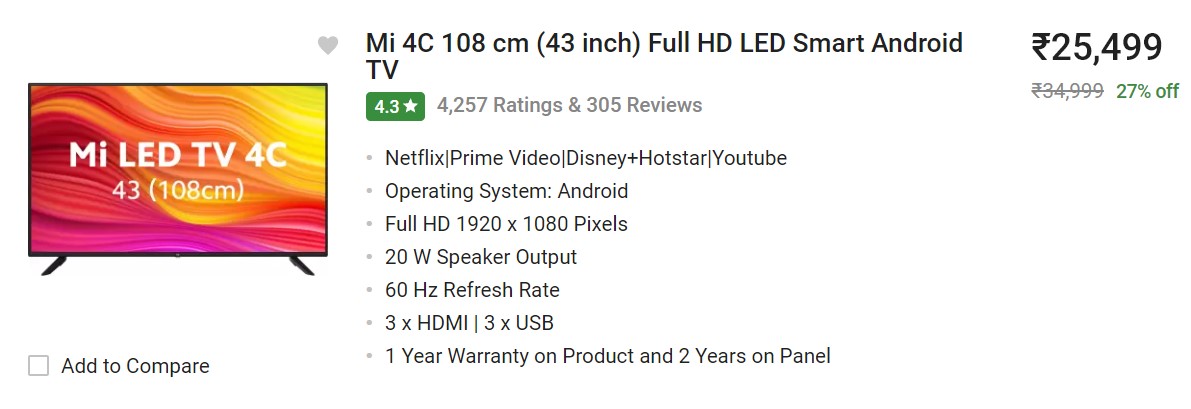 Mi 4C 108 cm (43 inch) Full HD LED Smart Android
TV
4.3★ 4,257 Ratings & 305 Reviews
Netflix|Prime Video|Disney+Hotstar|Youtube
Operating System: Android
Full HD 1920 x 1080 Pixels
20 W Speaker Output
60 Hz Refresh Rate
3 x HDMI | 3 x USB
1 Year Warranty on Product and 2 Years on Panel
₹25,499
₹34,999 27% off
Mi LED TV 4C
43 (108cm)
Add to Compare